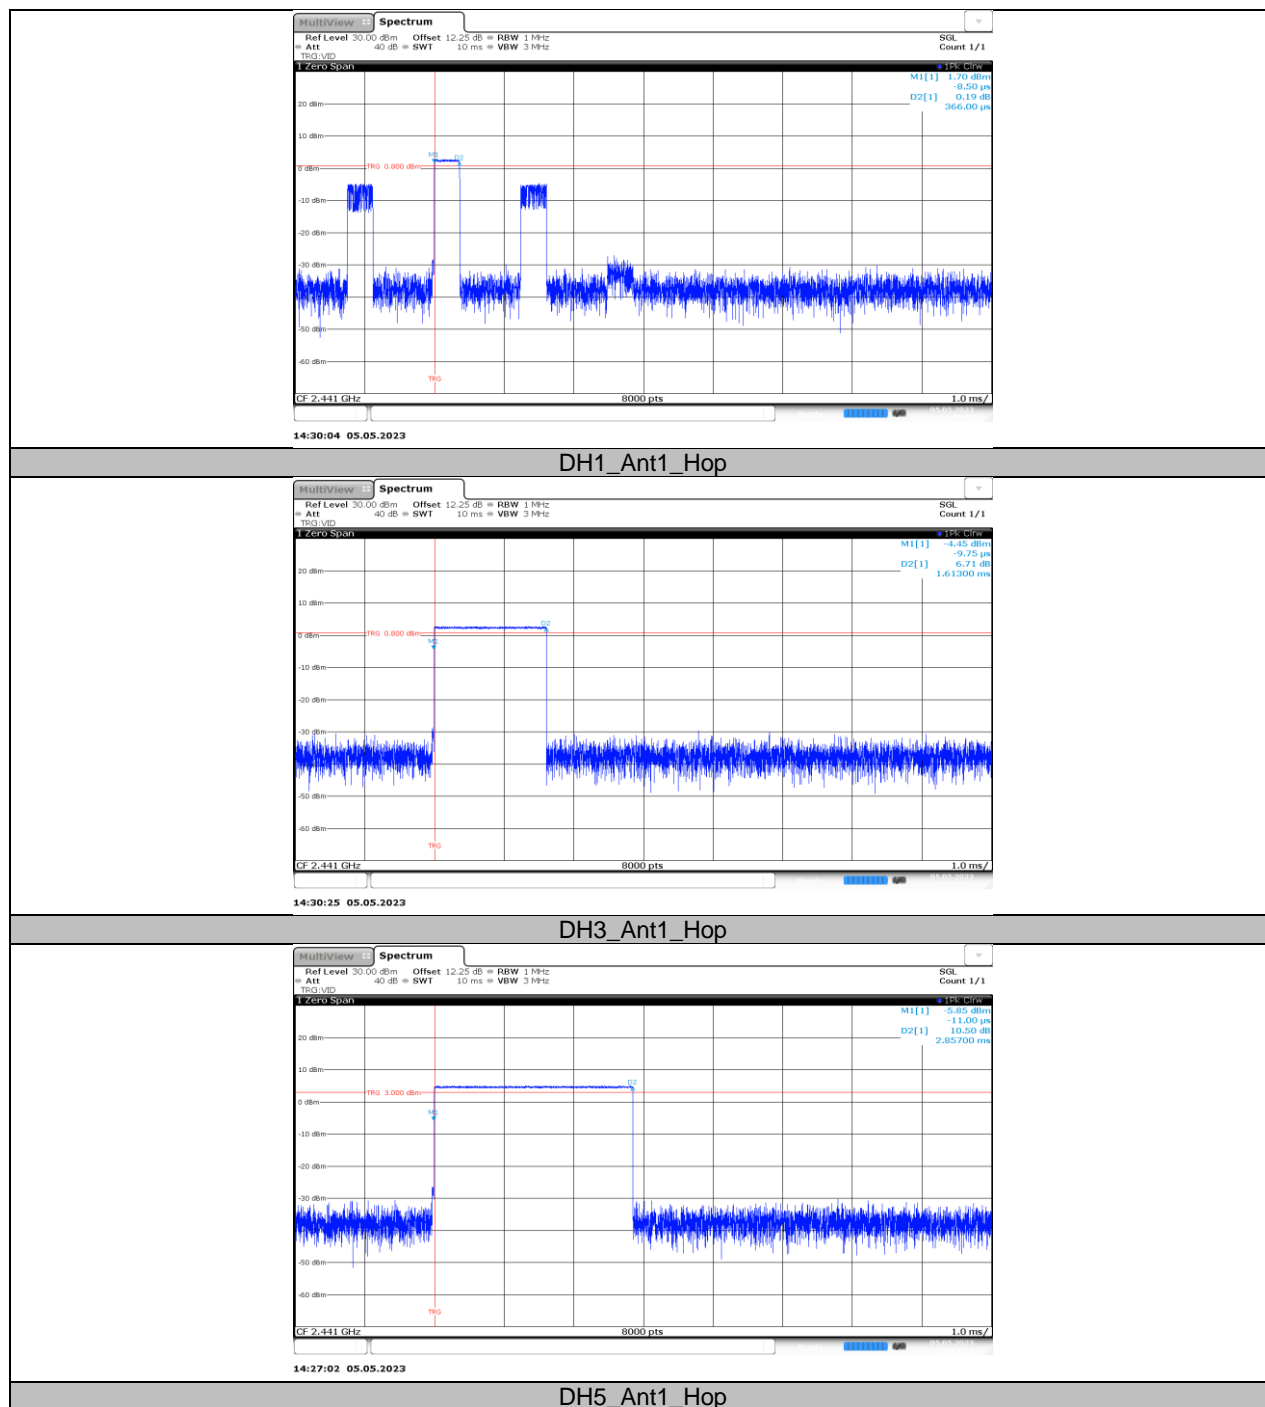 MultiView Spectrum
Ref Level 30.00 dBm Offset 12.25 dB RBW 1 MHz SGL
Att 40 dB SWT 10 ms VBW 3 MHz Count 1/1
TRG:VID
1 Zero Span 1Pk Clrw
M1[1] 1.70 dBm
-8.50 µs
D2[1] 0.19 dB
366.00 µs
20 dBm
10 dBm
M1 D2
0 dBm TRG 0.800 dBm
-10 dBm
-20 dBm
-30 dBm
-50 dBm
-60 dBm
TRG
CF 2.441 GHz 8000 pts 1.0 ms/
14:30:04 05.05.2023
DH1_Ant1_Hop
MultiView Spectrum
Ref Level 30.00 dBm Offset 12.25 dB RBW 1 MHz SGL
Att 40 dB SWT 10 ms VBW 3 MHz Count 1/1
TRG:VID
1 Zero Span 1Pk Clrw
M1[1] -4.45 dBm
-9.75 µs
D2[1] 6.71 dB
1.61300 ms
20 dBm
10 dBm
D2
0 dBm TRG 0.800 dBm
M1
-10 dBm
-20 dBm
-30 dBm
-50 dBm
-60 dBm
TRG
CF 2.441 GHz 8000 pts 1.0 ms/
14:30:25 05.05.2023
DH3_Ant1_Hop
MultiView Spectrum
Ref Level 30.00 dBm Offset 12.25 dB RBW 1 MHz SGL
Att 40 dB SWT 10 ms VBW 3 MHz Count 1/1
TRG:VID
1 Zero Span 1Pk Clrw
M1[1] -5.85 dBm
-11.00 µs
D2[1] 10.50 dB
2.85700 ms
20 dBm
10 dBm
D2
TRG 3.000 dBm
0 dBm
M1
-10 dBm
-20 dBm
-30 dBm
-50 dBm
-60 dBm
TRG
CF 2.441 GHz 8000 pts 1.0 ms/
14:27:02 05.05.2023
DH5_Ant1_Hop